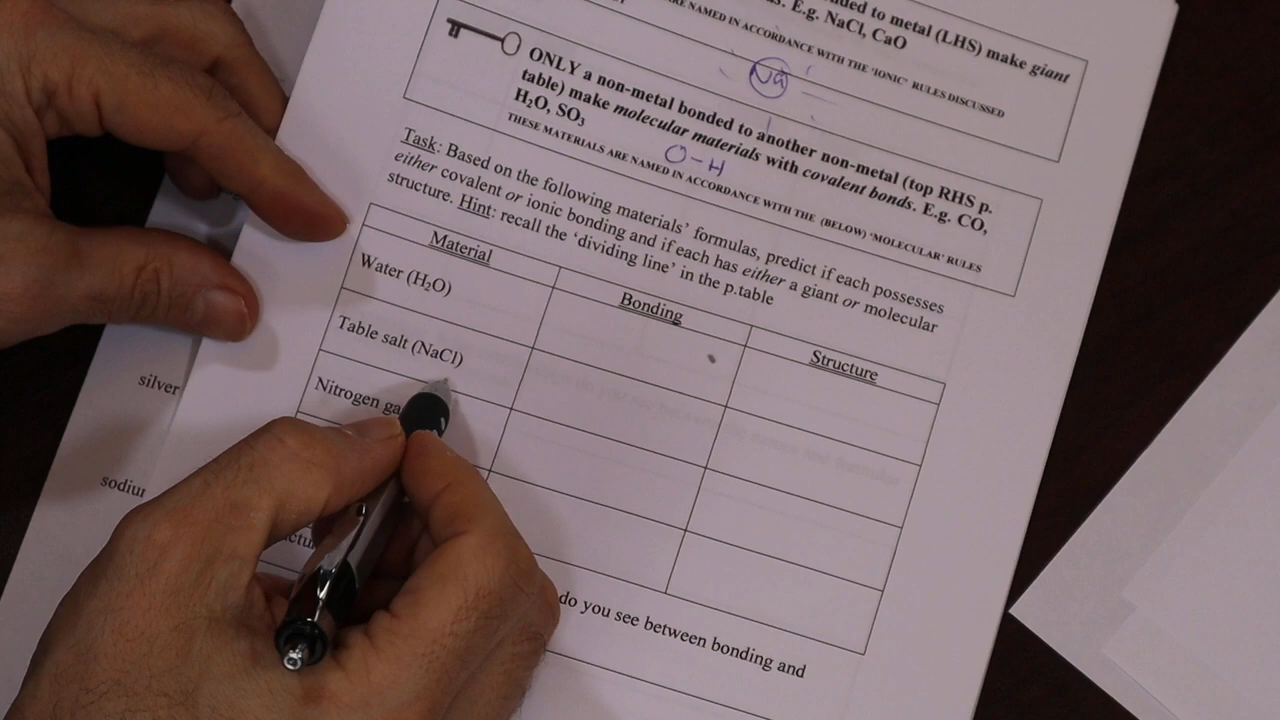 nded to metal (LHS) make giant
s. E.g. NaCl, CaO
ARE NAMED IN ACCORDANCE WITH THE 'IONIC' RULES DISCUSSED
Na
ONLY a non-metal bonded to another non-metal (top RHS p.
table) make molecular materials with covalent bonds. E.g. CO,
H₂O, SO₃
O-H
THESE MATERIALS ARE NAMED IN ACCORDANCE WITH THE (BELOW) 'MOLECULAR' RULES
Task: Based on the following materials' formulas, predict if each possesses
either covalent or ionic bonding and if each has either a giant or molecular
structure. Hint: recall the 'dividing line' in the p.table
Material Bonding Structure
Water (H₂O)
Table salt (NaCl)
Nitrogen ga
silver
sodiu
do you see between bonding and